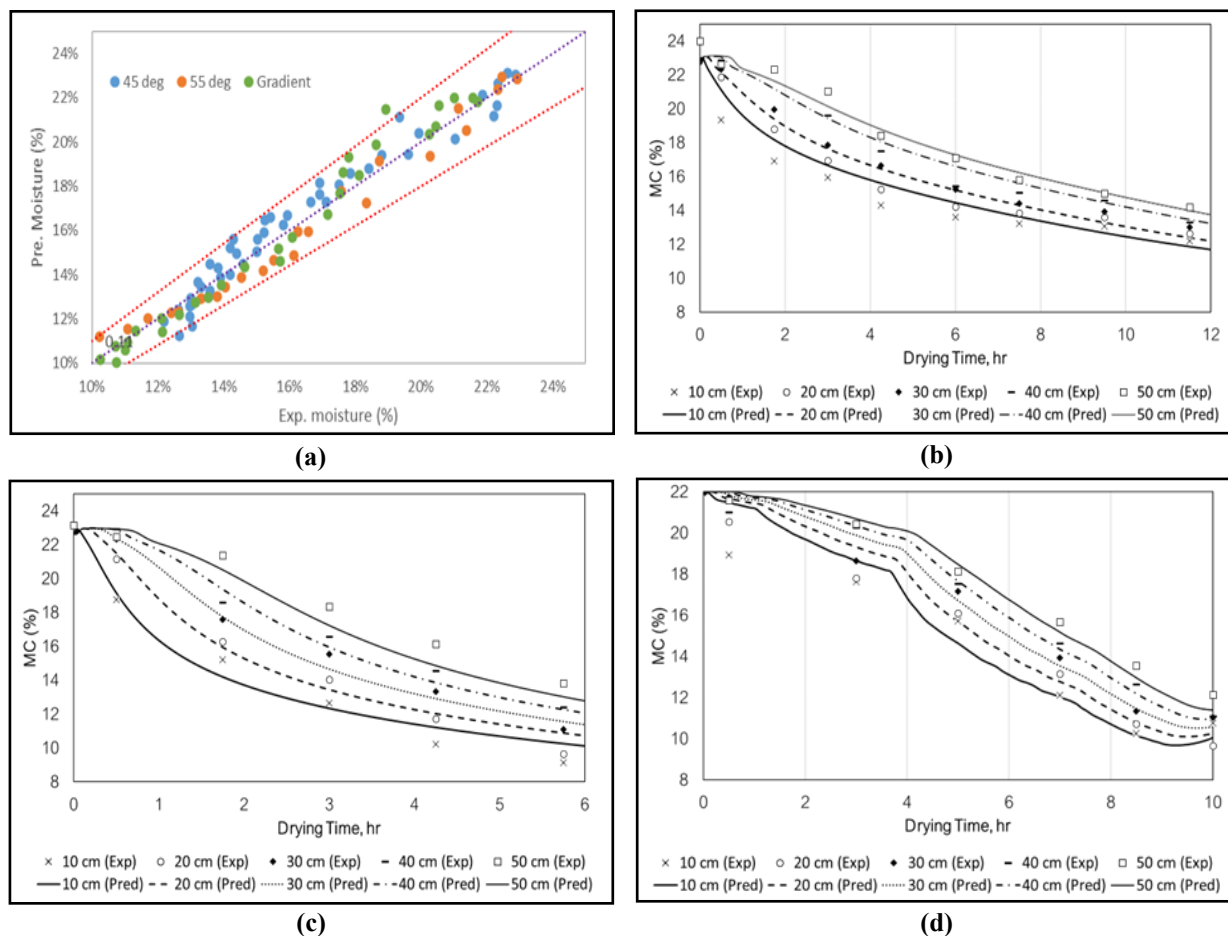 24%
22%
20%
18%
16%
14%
12%
10%
Pre. Moisture (%)
45 deg 55 deg Gradient
0.11
10% 12% 14% 16% 18% 20% 22% 24%
Exp. moisture (%)
(a)
24
22
20
18
16
14
12
10
8
MC (%)
0 2 4 6 8 10 12
Drying Time, hr
10 cm (Exp) 20 cm (Exp) 30 cm (Exp) 40 cm (Exp) 50 cm (Exp)
10 cm (Pred) 20 cm (Pred) 30 cm (Pred) 40 cm (Pred) 50 cm (Pred)
(b)
24
22
20
18
16
14
12
10
8
MC (%)
0 1 2 3 4 5 6
Drying Time, hr
10 cm (Exp) 20 cm (Exp) 30 cm (Exp) 40 cm (Exp) 50 cm (Exp)
10 cm (Pred) 20 cm (Pred) 30 cm (Pred) 40 cm (Pred) 50 cm (Pred)
(c)
22
20
18
16
14
12
10
8
MC (%)
0 2 4 6 8 10
Drying Time, hr
10 cm (Exp) 20 cm (Exp) 30 cm (Exp) 40 cm (Exp) 50 cm (Exp)
10 cm (Pred) 20 cm (Pred) 30 cm (Pred) 40 cm (Pred) 50 cm (Pred)
(d)